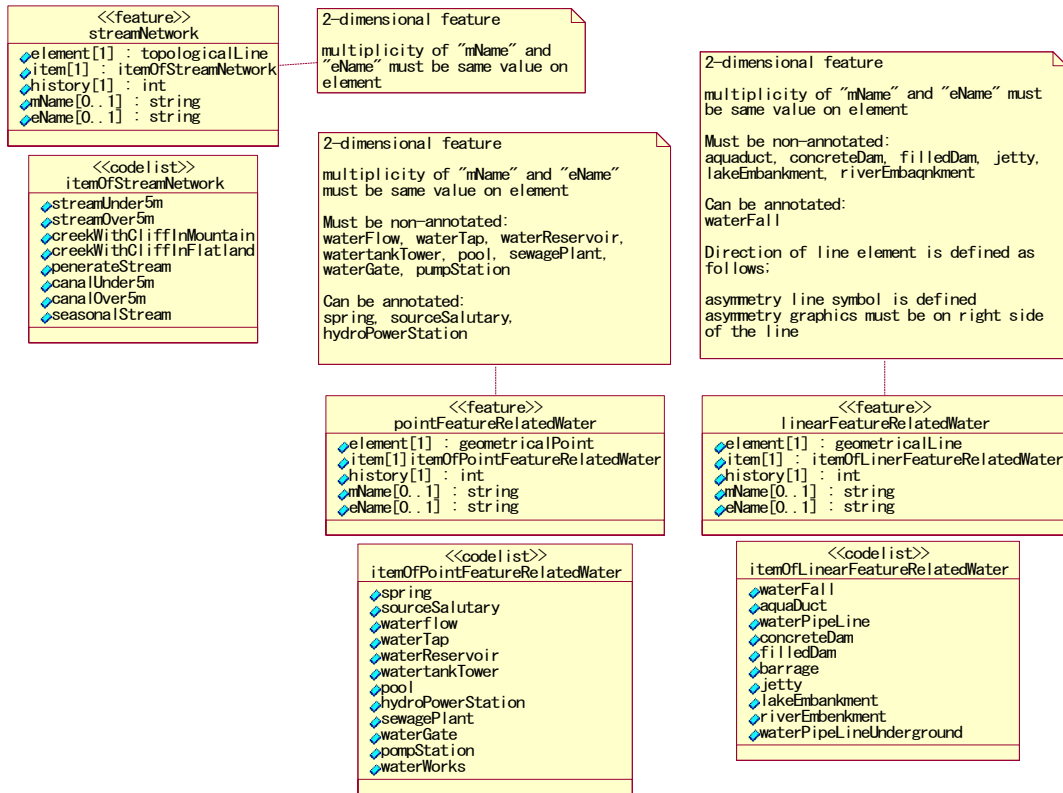 <<feature>>
streamNetwork
element[1] : topologicalLine
item[1] : itemOfStreamNetwork
history[1] : int
mName[0..1] : string
eName[0..1] : string
<<codelist>>
itemOfStreamNetwork
streamUnder5m
streamOver5m
creekWithCliffInMountain
creekWithCliffInFlatland
penerateStream
canalUnder5m
canalOver5m
seasonalStream
2-dimensional feature
multiplicity of "mName" and
"eName" must be same value on
element
2-dimensional feature
multiplicity of "mName" and "eName"
must be same value on element
Must be non-annotated:
waterFlow, waterTap, waterReservoir,
watertankTower, pool, sewagePlant,
waterGate, pumpStation
Can be annotated:
spring, sourceSalutary,
hydroPowerStation
<<feature>>
pointFeatureRelatedWater
element[1] : geometricalPoint
item[1]itemOfPointFeatureRelatedWater
history[1] : int
mName[0..1] : string
eName[0..1] : string
<<codelist>>
itemOfPointFeatureRelatedWater
spring
sourceSalutary
waterflow
waterTap
waterReservoir
watertankTower
pool
hydroPowerStation
sewagePlant
waterGate
pompStation
waterWorks
2-dimensional feature
multiplicity of "mName" and "eName" must
be same value on element
Must be non-annotated:
aquaduct, concreteDam, filledDam, jetty,
lakeEmbankment, riverEmbaqnkment
Can be annotated:
waterFall
Direction of line element is defined as
follows;
asymmetry line symbol is defined
asymmetry graphics must be on right side
of the line
<<feature>>
linearFeatureRelatedWater
element[1] : geometricalLine
item[1] : itemOfLinerFeatureRelatedWater
history[1] : int
mName[0..1] : string
eName[0..1] : string
<<codelist>>
itemOfLinearFeatureRelatedWater
waterFall
aquaDuct
waterPipeLine
concreteDam
filledDam
barrage
jetty
lakeEmbankment
riverEmbenkment
waterPipeLineUnderground